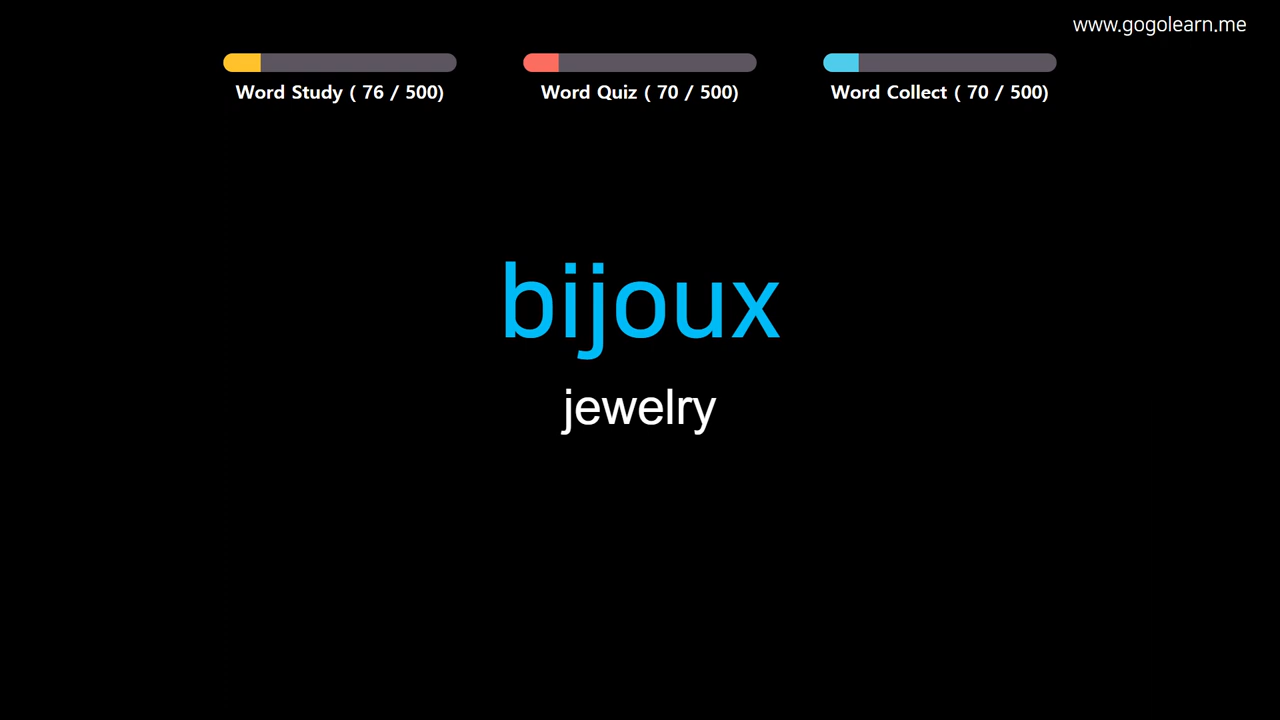 www.gogolearn.me
Word Study ( 76 / 500)
Word Quiz ( 70 / 500)
Word Collect ( 70 / 500)
bijoux
jewelry